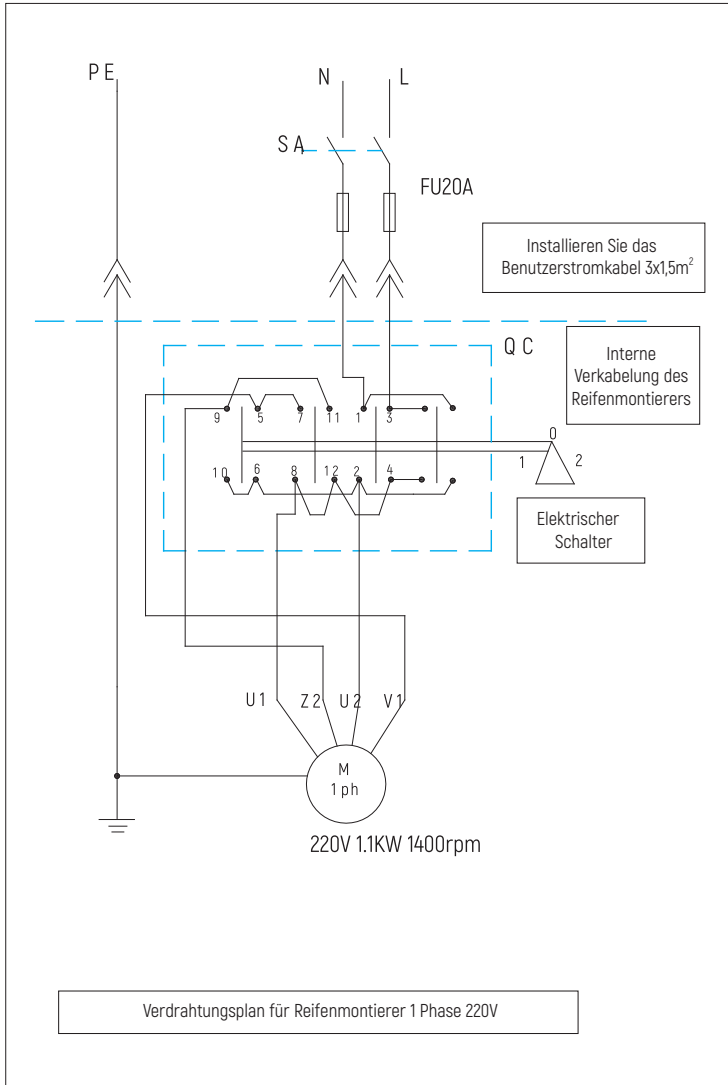 PE
N
L
SA
FU20A
Installieren Sie das
Benutzerstromkabel 3x1,5m²
QC
Interne
Verkabelung des
Reifenmontierers
9 5 7 11 1 3
0
1 2
10 6 8 12 2 4
Elektrischer
Schalter
U1 Z2 U2 V1
M
1 ph
220V 1.1KW 1400rpm
Verdrahtungsplan für Reifenmontierer 1 Phase 220V